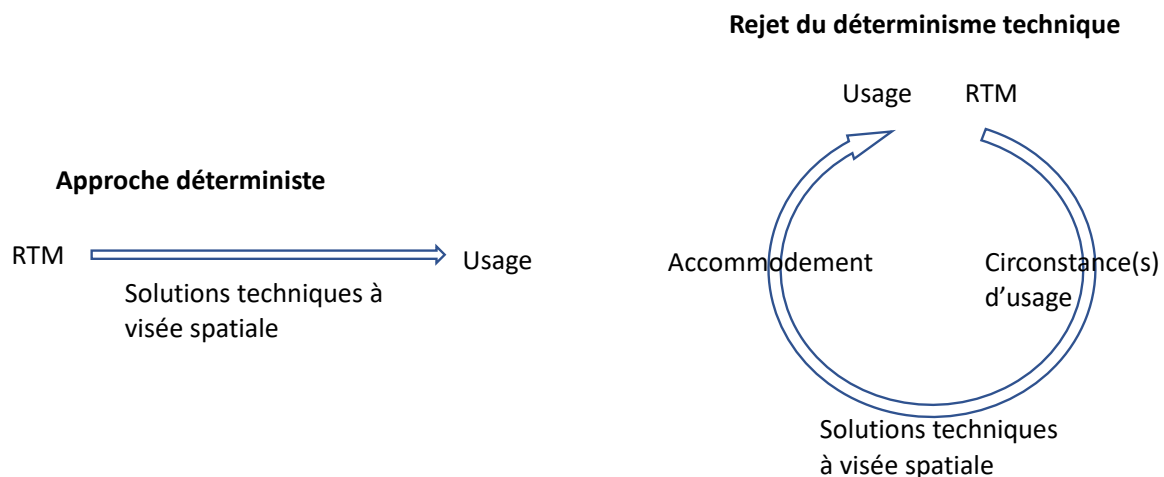 Approche déterministe
RTM
Usage
Solutions techniques à
visée spatiale
Rejet du déterminisme technique
Usage
RTM
Accommodement
Circonstance(s)
d’usage
Solutions techniques
à visée spatiale